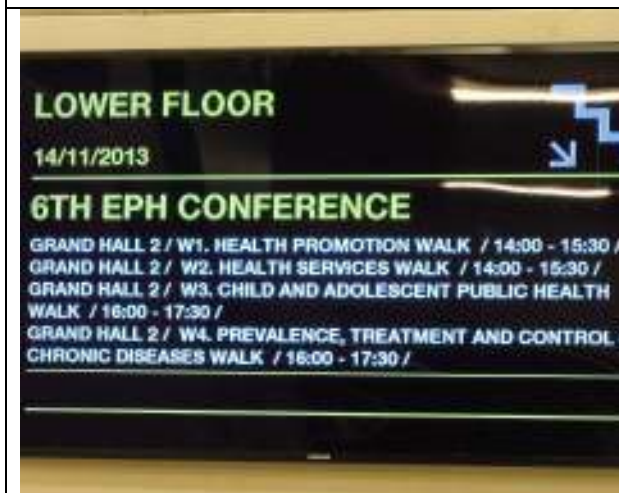 LOWER FLOOR
14/11/2013
6TH EPH CONFERENCE
GRAND HALL 2 / W1. HEALTH PROMOTION WALK / 14:00 - 15:30 /
GRAND HALL 2 / W2. HEALTH SERVICES WALK / 14:00 - 15:30 /
GRAND HALL 2 / W3. CHILD AND ADOLESCENT PUBLIC HEALTH
WALK / 16:00 - 17:30 /
GRAND HALL 2 / W4. PREVALENCE, TREATMENT AND CONTROL
CHRONIC DISEASES WALK / 16:00 - 17:30 /